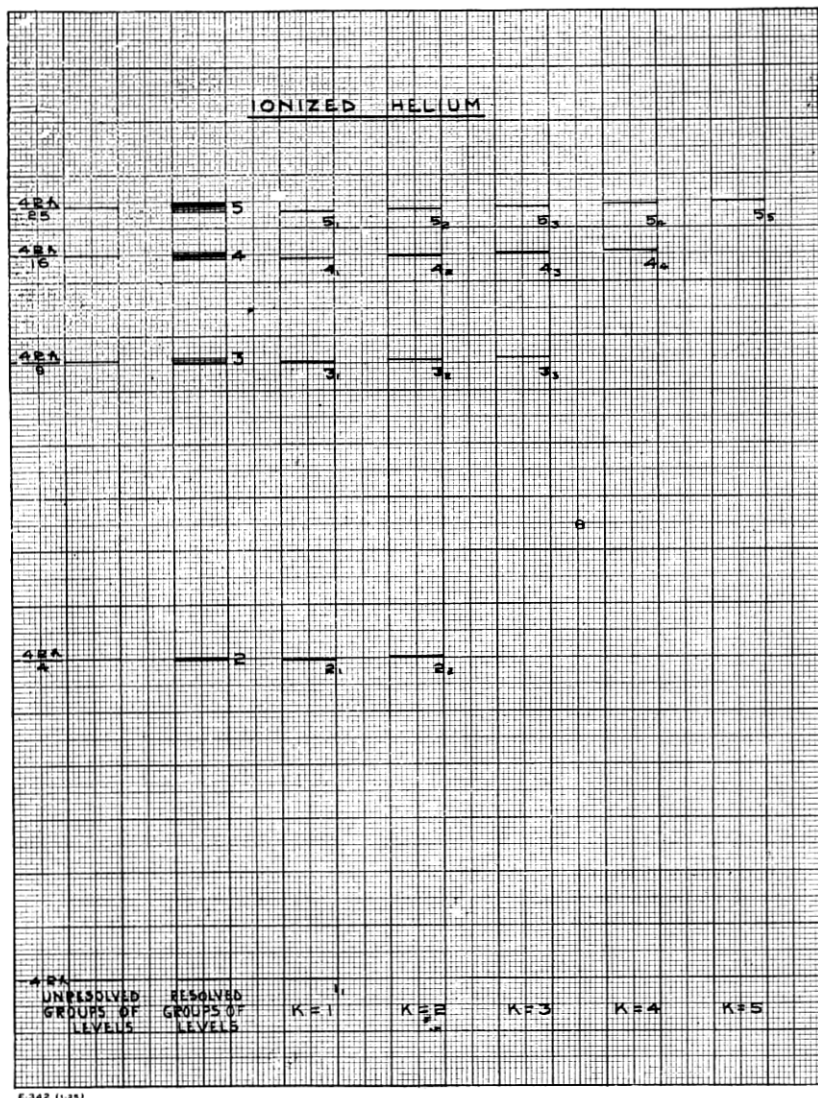 IONIZED HELIUM
4Rh
25
5
5₁
5₂
5₃
5₄
5₅
4Rh
16
4
4₁
4₂
4₃
4₄
4Rh
9
3
3₁
3₂
3₃
4Rh
4
2
2₁
2₂
4Rh
1₁
UNRESOLVED
GROUPS OF
LEVELS
RESOLVED
GROUPS OF
LEVELS
K = 1
K = 2
K = 3
K = 4
K = 5